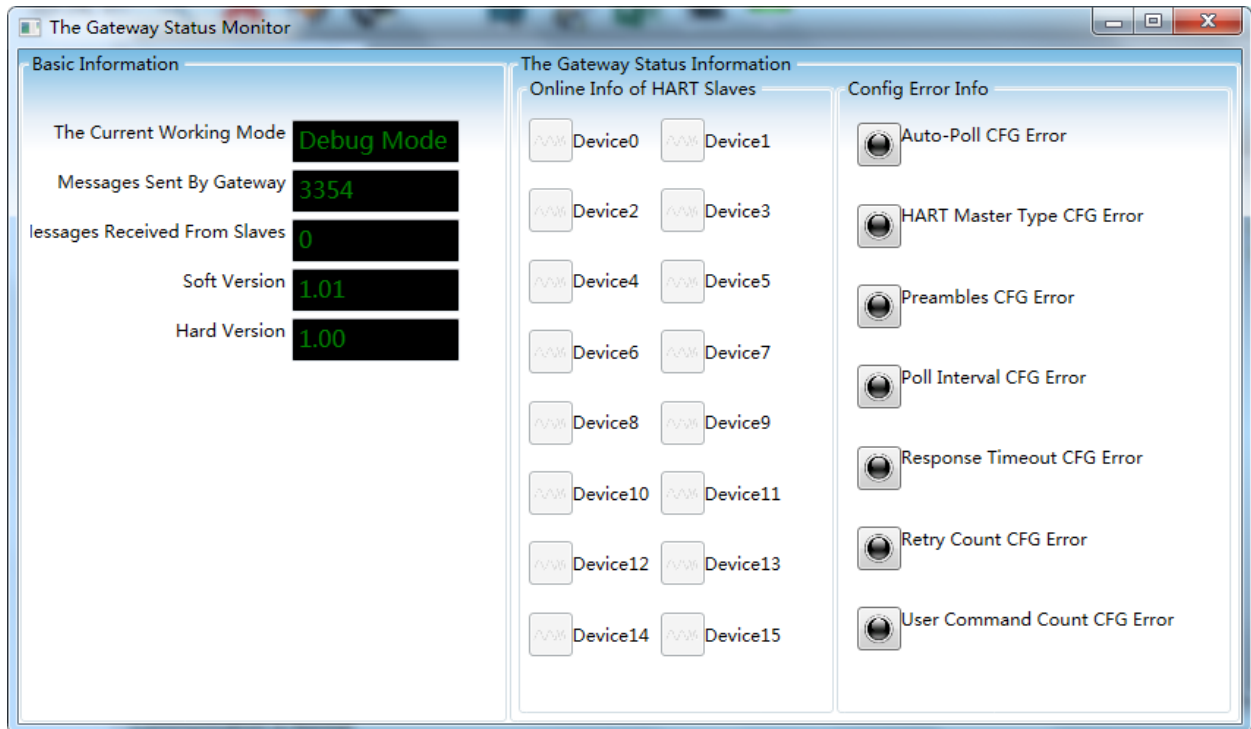 The Gateway Status Monitor
Basic Information
The Current Working Mode Debug Mode
Messages Sent By Gateway 3354
lessages Received From Slaves 0
Soft Version 1.01
Hard Version 1.00
The Gateway Status Information
Online Info of HART Slaves
Device0 Device1
Device2 Device3
Device4 Device5
Device6 Device7
Device8 Device9
Device10 Device11
Device12 Device13
Device14 Device15
Config Error Info
Auto-Poll CFG Error
HART Master Type CFG Error
Preambles CFG Error
Poll Interval CFG Error
Response Timeout CFG Error
Retry Count CFG Error
User Command Count CFG Error